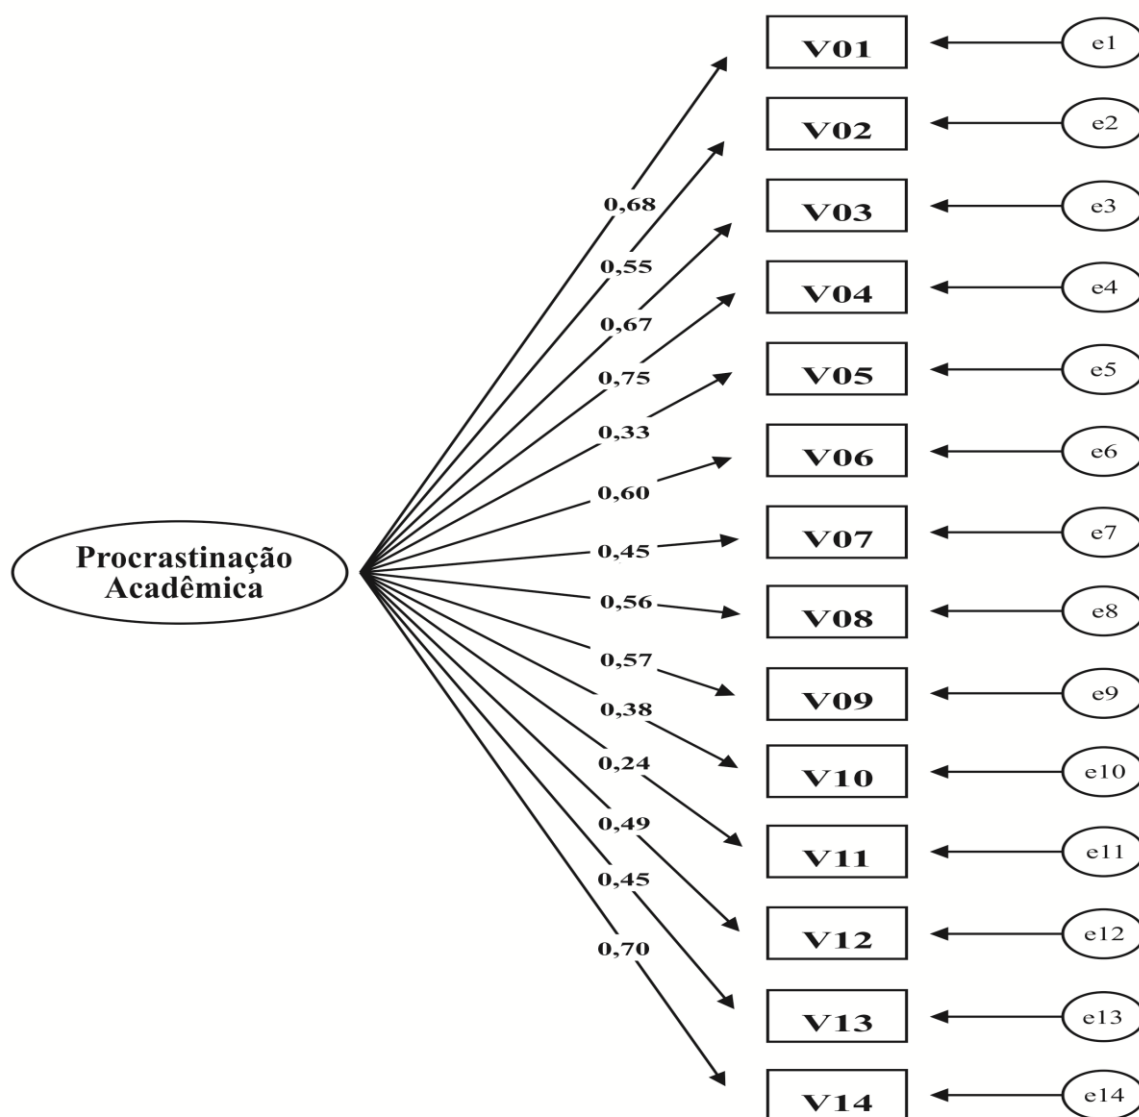 V01
e1
V02
e2
0,68
V03
e3
0,55
V04
e4
0,67
V05
e5
0,75
0,33
V06
e6
0,60
V07
e7
0,45
Procrastinação
Acadêmica
V08
e8
0,56
V09
e9
0,57
0,38
V10
e10
0,24
V11
e11
0,49
V12
e12
0,45
0,70
V13
e13
V14
e14